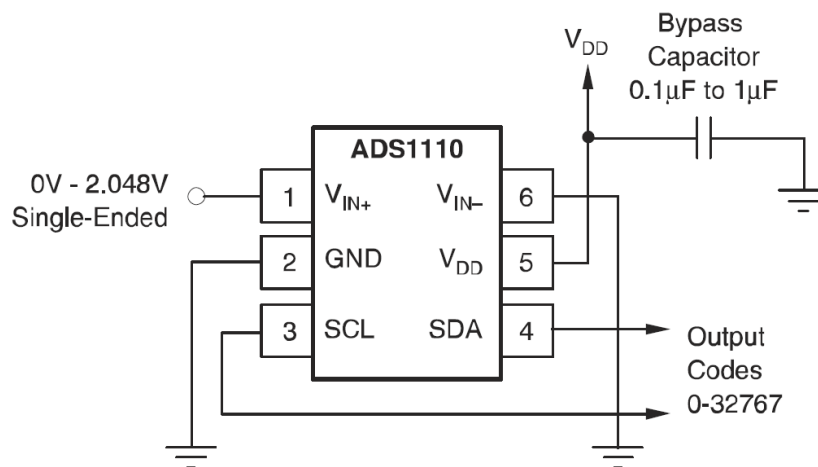 V_DD
Bypass
Capacitor
0.1μF to 1μF
ADS1110
0V - 2.048V
Single-Ended
1 V_IN+ V_IN– 6
2 GND V_DD 5
3 SCL SDA 4
Output
Codes
0-32767